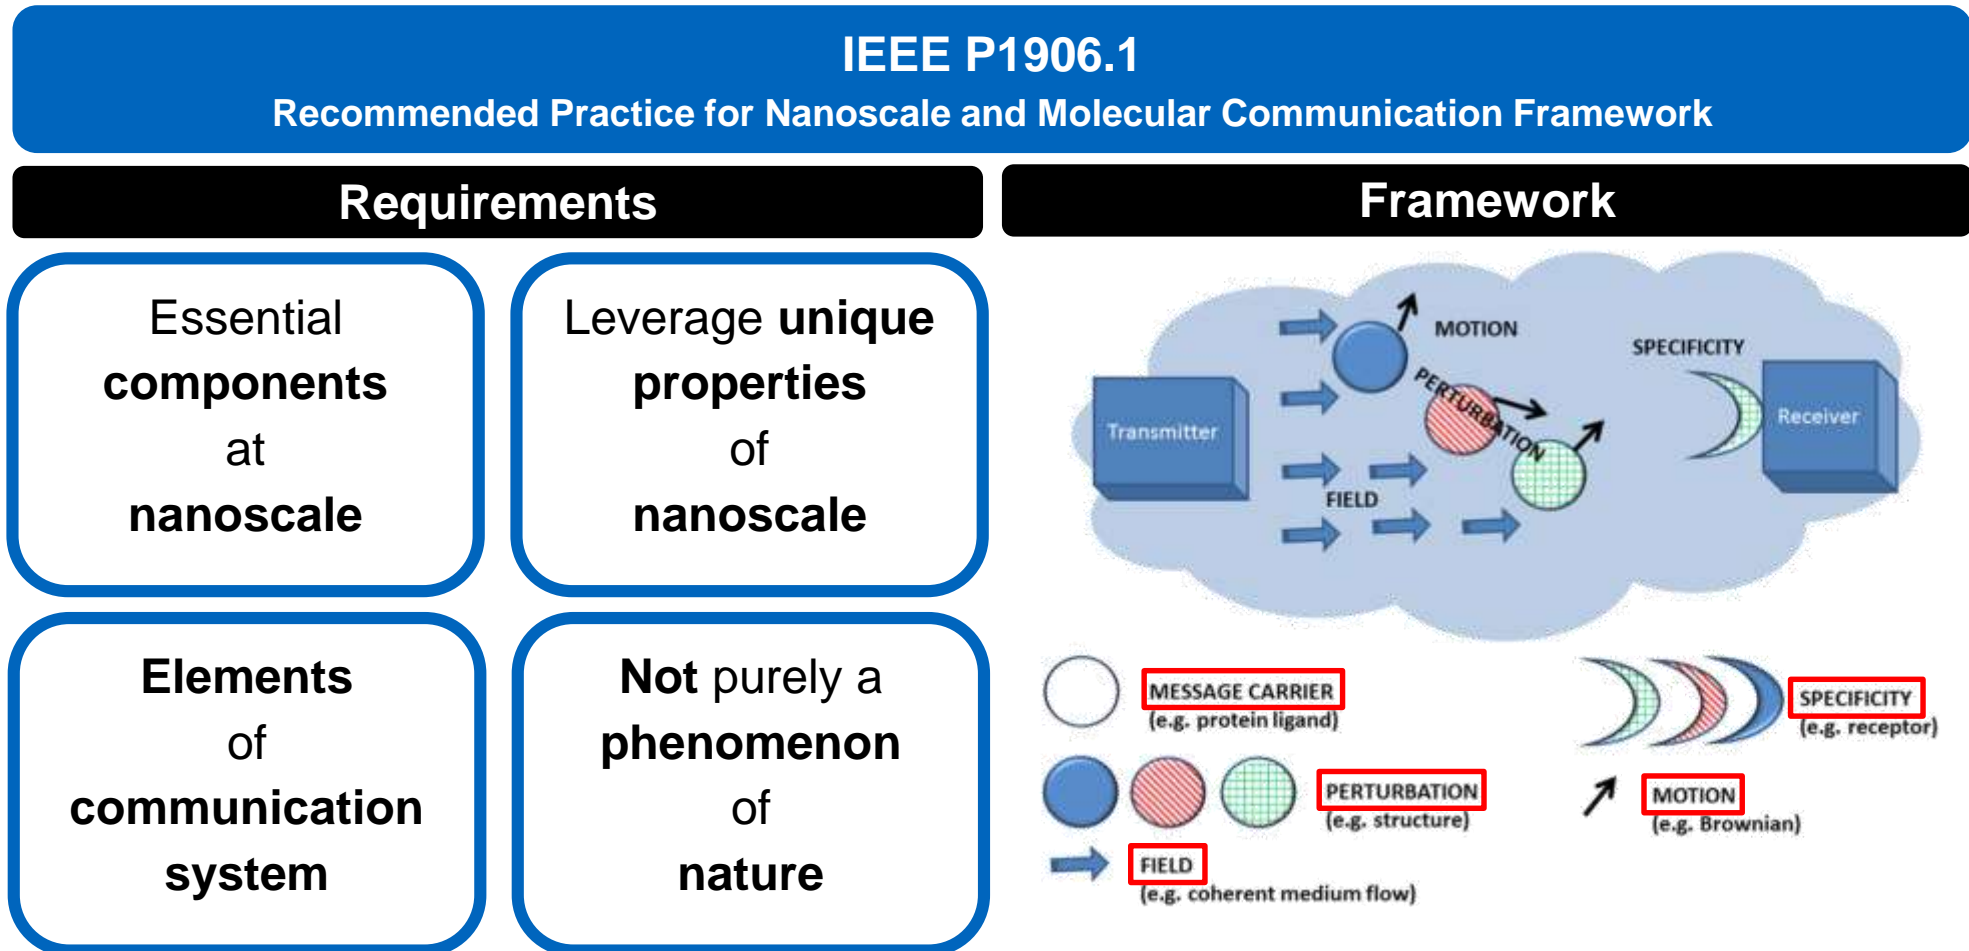 IEEE P1906.1
Recommended Practice for Nanoscale and Molecular Communication Framework
Requirements
Essential
components
at
nanoscale
Leverage unique
properties
of
nanoscale
Elements
of
communication
system
Not purely a
phenomenon
of
nature
Framework
MOTION
SPECIFICITY
PERTURBATION
Transmitter
Receiver
FIELD
MESSAGE CARRIER
(e.g. protein ligand)
SPECIFICITY
(e.g. receptor)
PERTURBATION
(e.g. structure)
MOTION
(e.g. Brownian)
FIELD
(e.g. coherent medium flow)